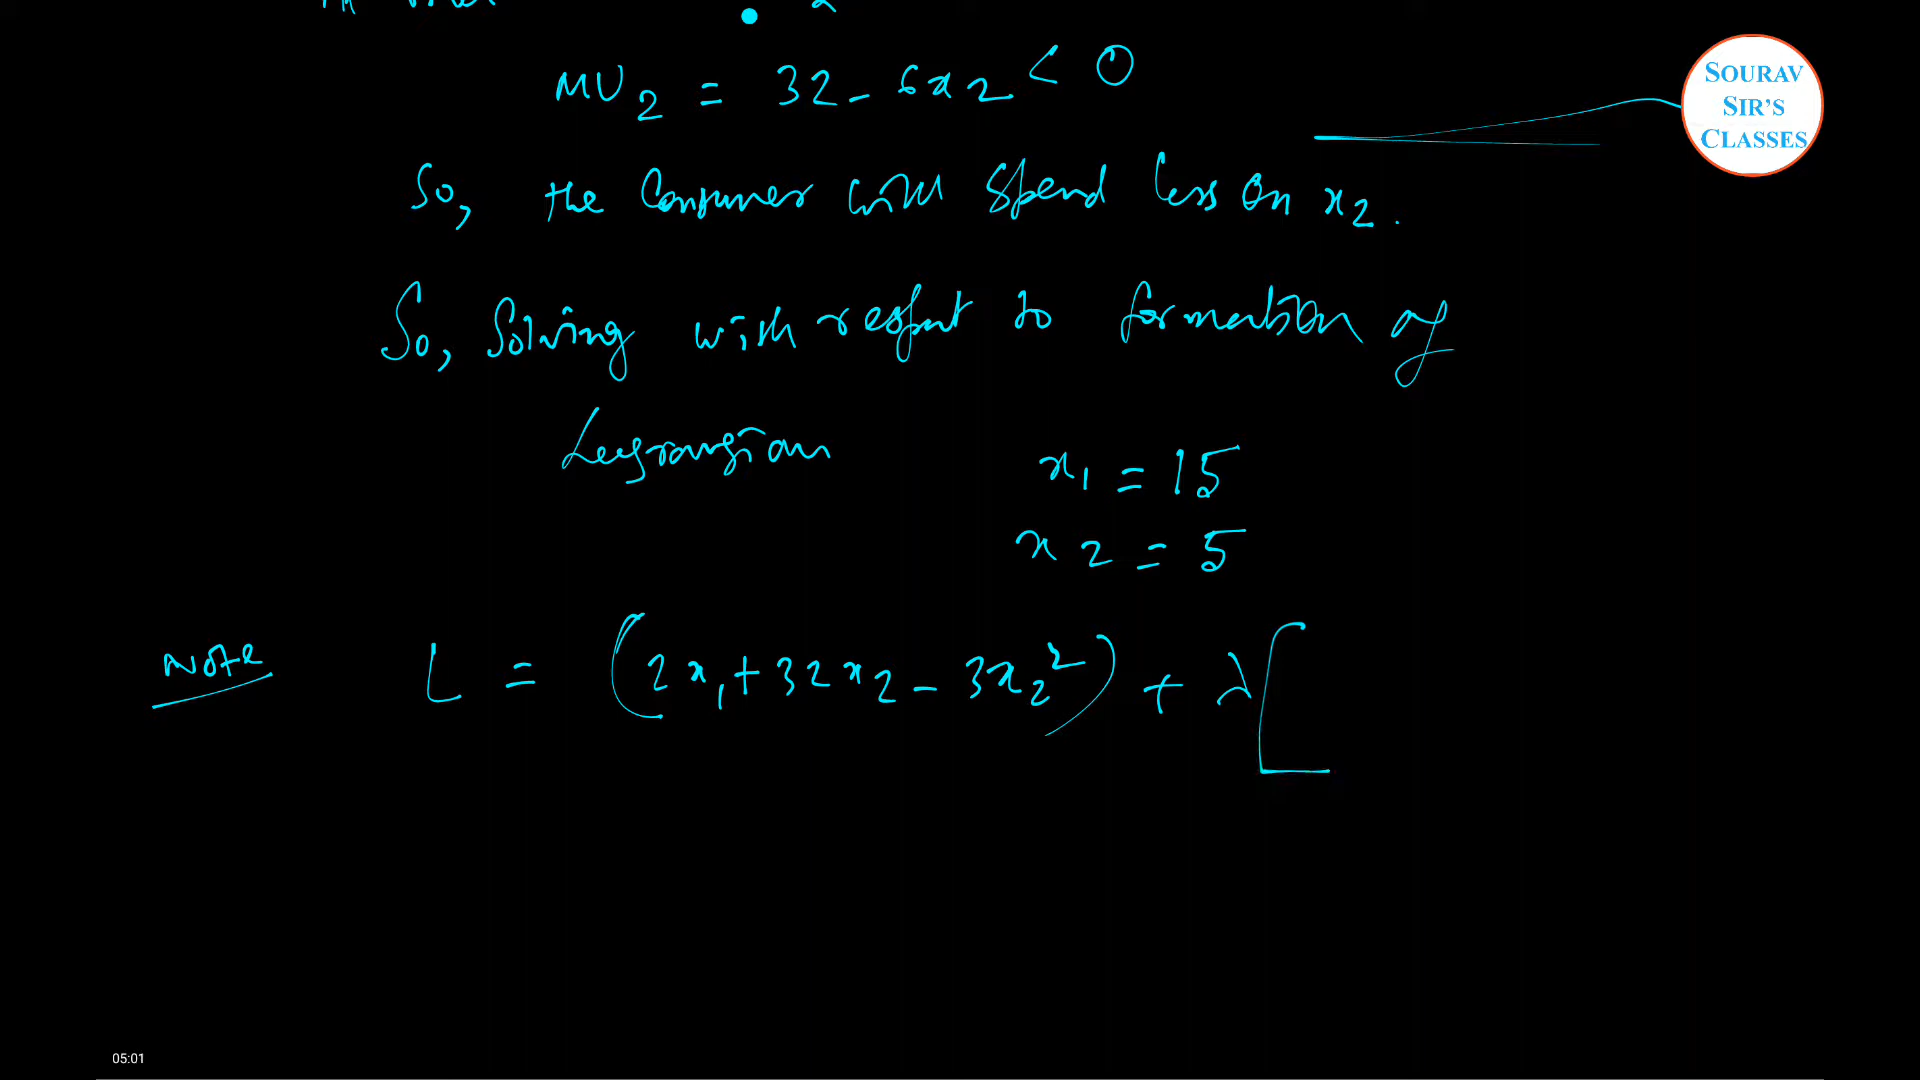 MU₂ = 32 - 6x₂ < 0
SOURAV
SIR'S
CLASSES
So, the Consumer will spend less on x₂.
So, Solving with respect to formation of
Lagrangian
x₁ = 15
x₂ = 5
Note L = (2x₁ + 32x₂ - 3x₂²) + λ[
05:01